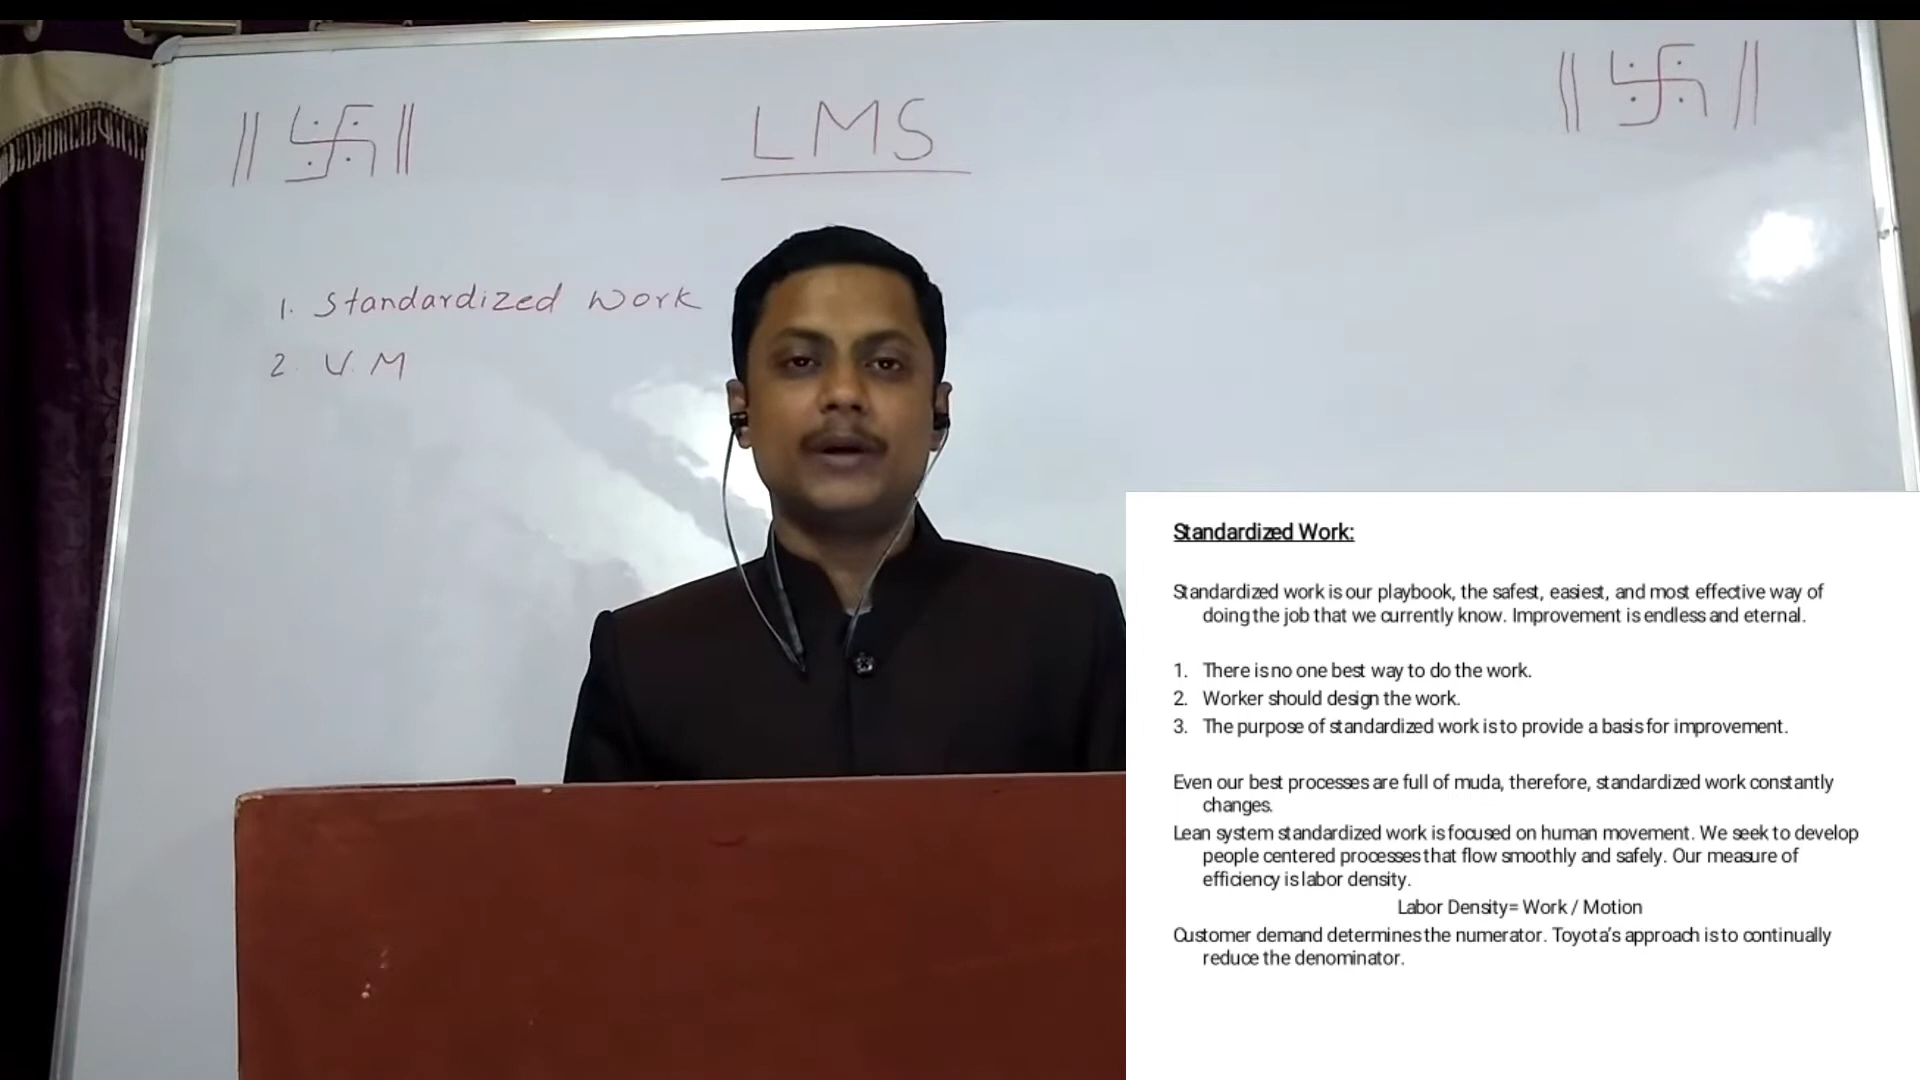 || 卐 || LMS || 卐 ||
1. Standardized Work
2. V.M
Standardized Work:
Standardized work is our playbook, the safest, easiest, and most effective way of
doing the job that we currently know. Improvement is endless and eternal.
1. There is no one best way to do the work.
2. Worker should design the work.
3. The purpose of standardized work is to provide a basis for improvement.
Even our best processes are full of muda, therefore, standardized work constantly
changes.
Lean system standardized work is focused on human movement. We seek to develop
people centered processes that flow smoothly and safely. Our measure of
efficiency is labor density.
Labor Density= Work / Motion
Customer demand determines the numerator. Toyota's approach is to continually
reduce the denominator.